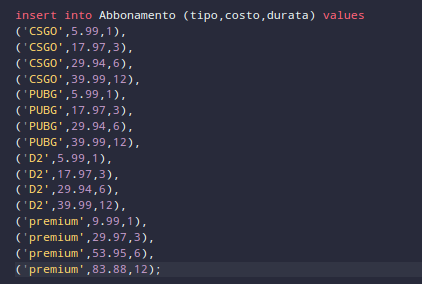 insert into Abbonamento (tipo,costo,durata) values
('CSGO',5.99,1),
('CSGO',17.97,3),
('CSGO',29.94,6),
('CSGO',39.99,12),
('PUBG',5.99,1),
('PUBG',17.97,3),
('PUBG',29.94,6),
('PUBG',39.99,12),
('D2',5.99,1),
('D2',17.97,3),
('D2',29.94,6),
('D2',39.99,12),
('premium',9.99,1),
('premium',29.97,3),
('premium',53.95,6),
('premium',83.88,12);